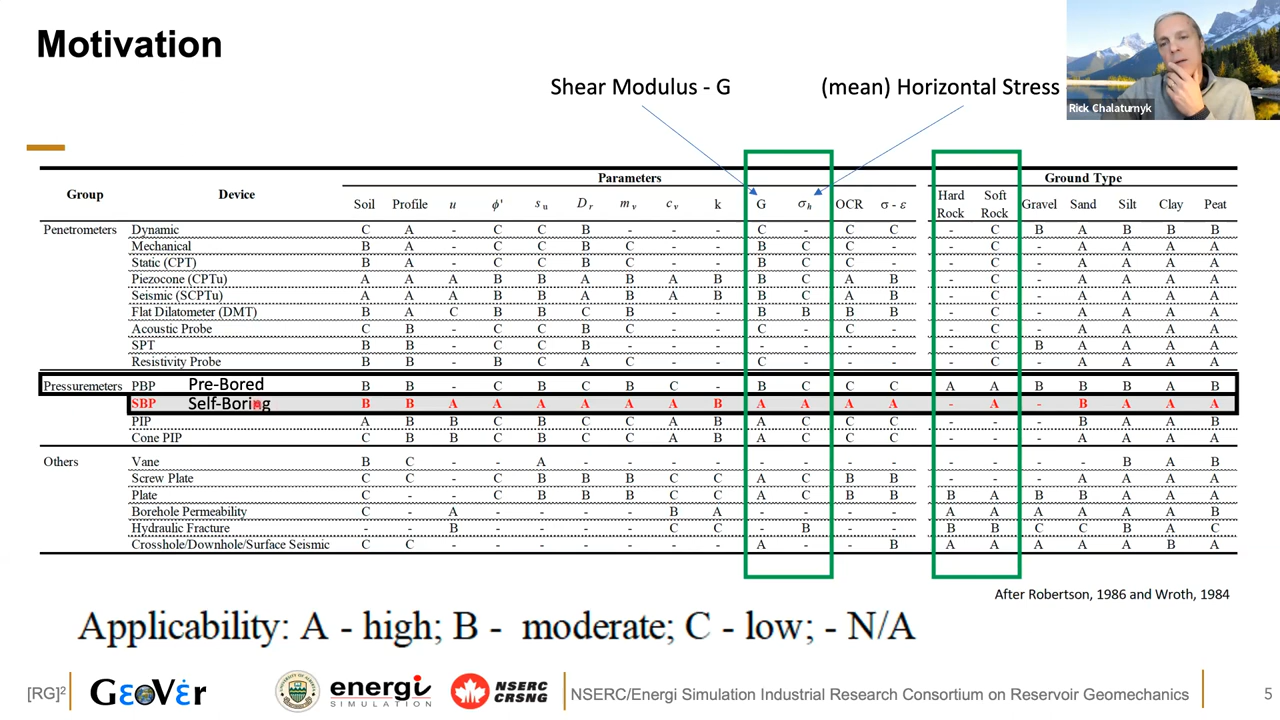 Motivation
Shear Modulus - G (mean) Horizontal Stress
Rick Chalaturnyk
Parameters Ground Type
Group Device Soil Profile u ϕ' s u D r m v c v k G σh OCR σ - ε Hard Rock Soft Rock Gravel Sand Silt Clay Peat
Penetrometers Dynamic C A - C C B - - - C - C C - C B A B B B
Mechanical B A - C C B C - - B C C - - C - A A A A
Static (CPT) B A - C C B C - - B C C - - C - A A A A
Piezocone (CPTu) A A A B B A B A B B C A B - C - A A A A
Seismic (SCPTu) A A A B B A B A B B C A B - C - A A A A
Flat Dilatometer (DMT) B A C B B C B - - B B B B - C - A A A A
Acoustic Probe C B - C C B C - - C - C - - C - A A A A
SPT B B - C C B - - - - - - - - C B A A A A
Resistivity Probe B B - B C A C - - C - - - - C - A A A A
Pressuremeters PBP Pre-Bored B B - C B C B C - B C C C A A B B B A B
SBP Self-Boring B B A A A A A A B A A A A - A - B A A A
PIP A B B C B C C A B A C C C - - - B A A B
Cone PIP C B B C B C C A B A C C C - - - A A A A
Others Vane B C - - A - - - - - - - - - - - - B A B
Screw Plate C C - C B B B C C A C B B - - - A A A A
Plate C - - C B B B C C A C B B B A B B A A A
Borehole Permeability C - A - - - - B A - - - - A A A A A A B
Hydraulic Fracture - - B - - - - C C - B - - B B C C B A C
Crosshole/Downhole/Surface Seismic C C - - - - - - - A - - B A A A A A B A
After Robertson, 1986 and Wroth, 1984
Applicability: A - high; B - moderate; C - low; - N/A
[RG]² GeoVer energi SIMULATION NSERC CRSNG NSERC/Energi Simulation Industrial Research Consortium on Reservoir Geomechanics 5